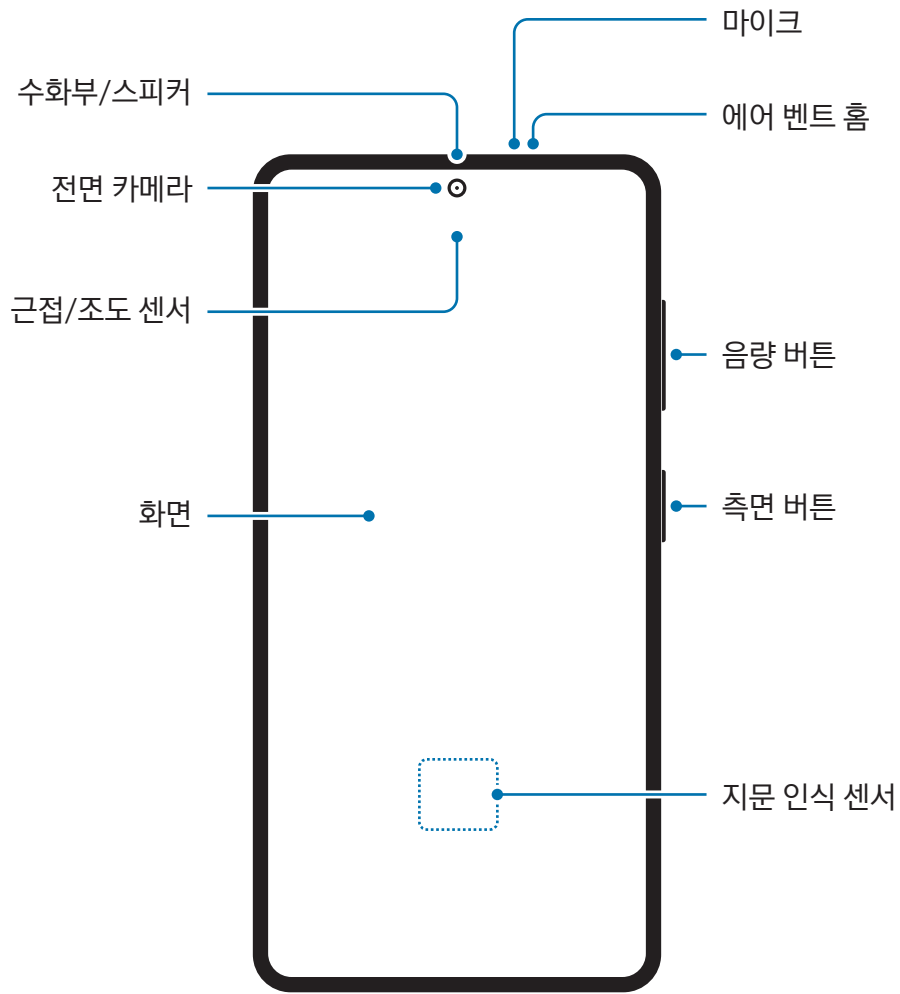 마이크
수화부/스피커
에어 벤트 홈
전면 카메라
근접/조도 센서
음량 버튼
화면
측면 버튼
지문 인식 센서